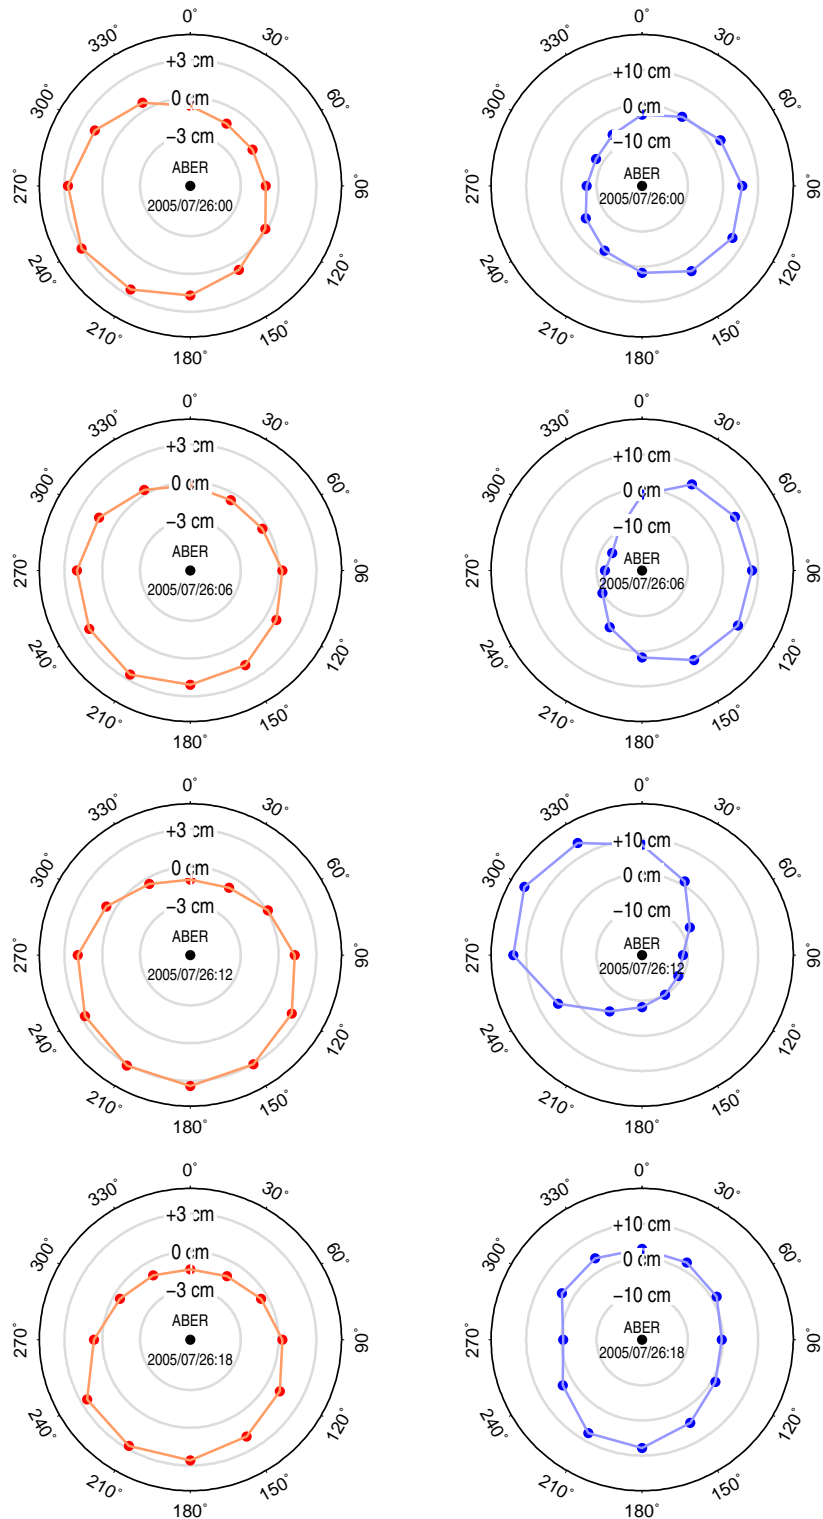 0° 0°
330° 30° 330° 30°
+3 cm +10 cm
300° 60° 300° 60°
0 cm 0 cm
−3 cm −10 cm
ABER ABER
270° 90° 270° 90°
2005/07/26:00 2005/07/26:00
240° 120° 240° 120°
210° 150° 210° 150°
180° 180°
0° 0°
330° 30° 330° 30°
+3 cm +10 cm
300° 60° 300° 60°
0 cm 0 cm
−3 cm −10 cm
ABER ABER
270° 90° 270° 90°
2005/07/26:06 2005/07/26:06
240° 120° 240° 120°
210° 150° 210° 150°
180° 180°
0° 0°
330° 30° 330° 30°
+3 cm +10 cm
300° 60° 300° 60°
0 cm 0 cm
−3 cm −10 cm
ABER ABER
270° 90° 270° 90°
2005/07/26:12 2005/07/26:12
240° 120° 240° 120°
210° 150° 210° 150°
180° 180°
0° 0°
330° 30° 330° 30°
+3 cm +10 cm
300° 60° 300° 60°
0 cm 0 cm
−3 cm −10 cm
ABER ABER
270° 90° 270° 90°
2005/07/26:18 2005/07/26:18
240° 120° 240° 120°
210° 150° 210° 150°
180° 180°